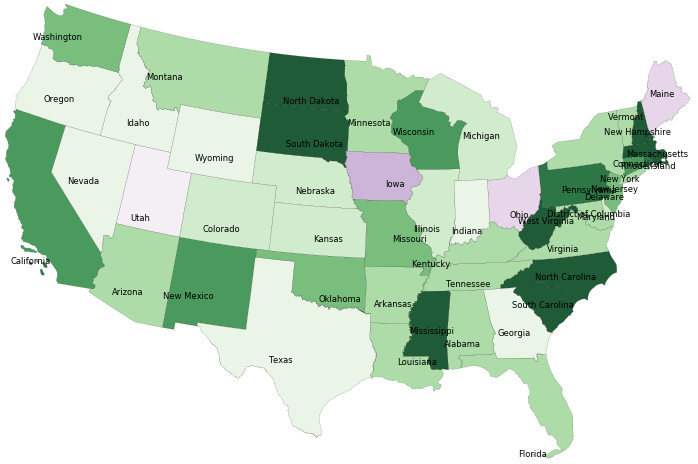 Washington
Maine
Montana
Oregon
North Dakota
Vermont
Idaho
Minnesota
Wisconsin
New Hampshire
Michigan
South Dakota
Massachusetts
Wyoming
Connecticut
Rhodeisland
Nevada
New York
Iowa
Nebraska
Pennsylvania
New Jersey
Delaware
Utah
Ohio
District of Columbia
Maryland
West Virginia
Colorado
Illinois
Indiana
Kansas
Missouri
Virginia
California
Kentucky
North Carolina
Tennessee
Arizona
New Mexico
Oklahoma
Arkansas
South Carolina
Mississippi
Georgia
Alabama
Texas
Louisiana
Florida